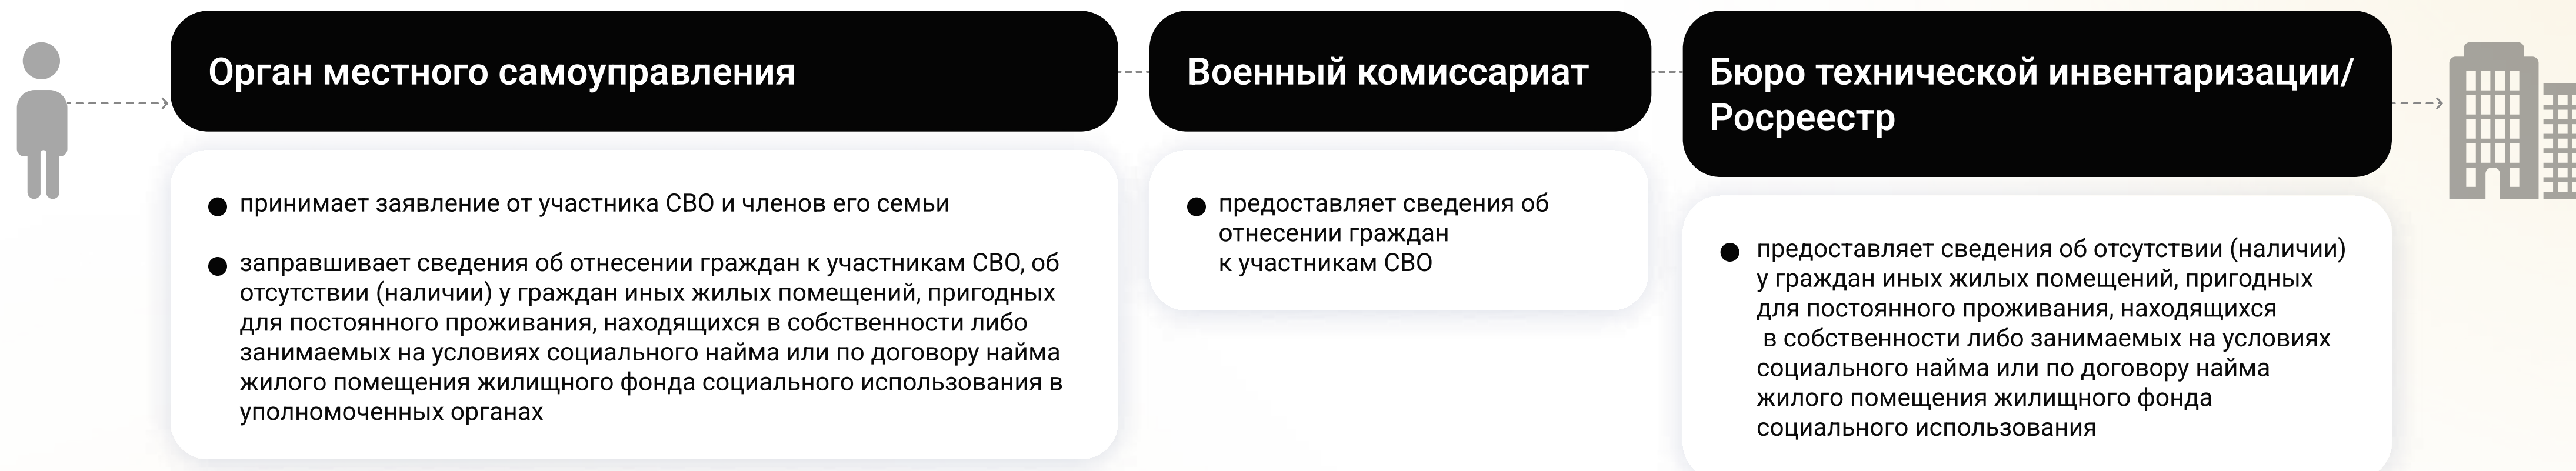 Орган местного самоуправления
принимает заявление от участника СВО и членов его семьи
заправшивает сведения об отнесении граждан к участникам СВО, об
отсутствии (наличии) у граждан иных жилых помещений, пригодных
для постоянного проживания, находящихся в собственности либо
занимаемых на условиях социального найма или по договору найма
жилого помещения жилищного фонда социального использования в
уполномоченных органах
Военный комиссариат
предоставляет сведения об
отнесении граждан
к участникам СВО
Бюро технической инвентаризации/
Росреестр
предоставляет сведения об отсутствии (наличии)
у граждан иных жилых помещений, пригодных
для постоянного проживания, находящихся
в собственности либо занимаемых на условиях
социального найма или по договору найма
жилого помещения жилищного фонда
социального использования